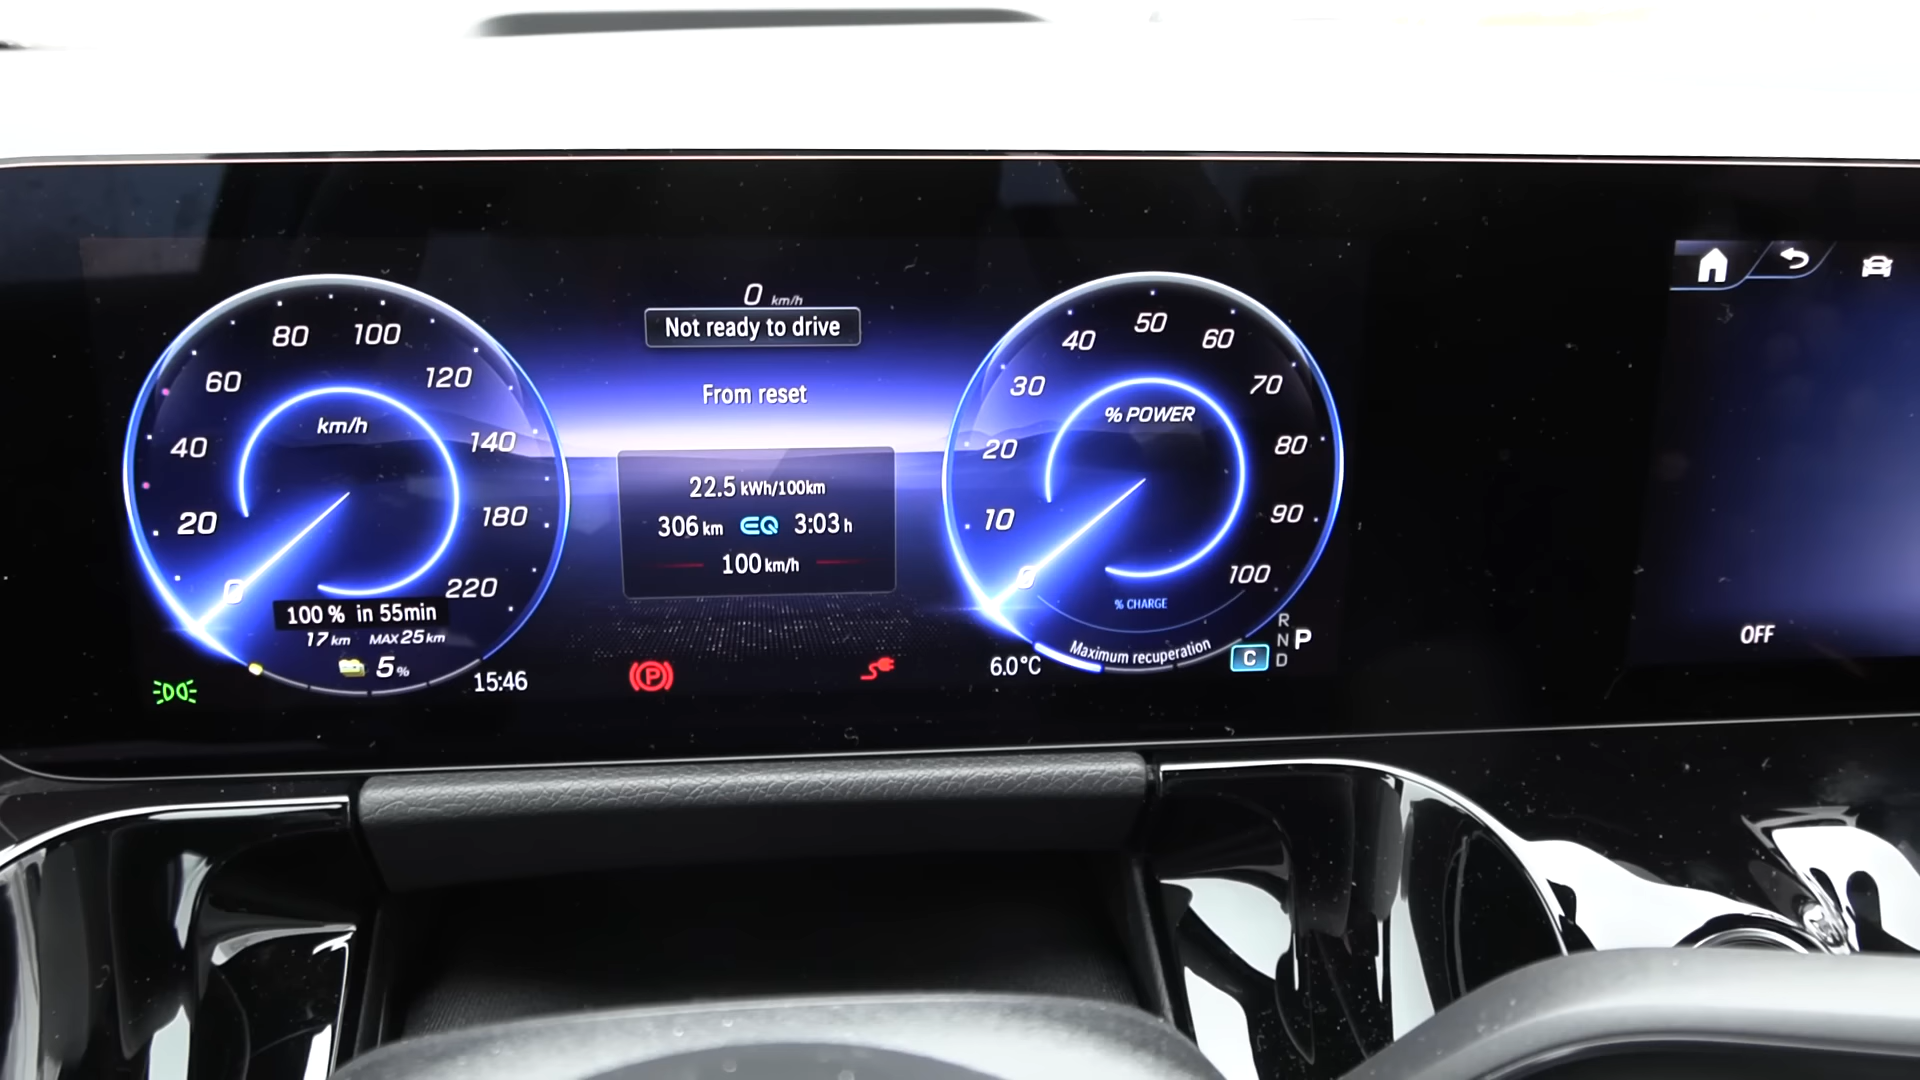 0 km/h
Not ready to drive
From reset
22.5 kWh/100km
306 km EQ 3:03 h
100 km/h
0
20
40
60
80
100
120
140
180
220
km/h
100 % in 55min
17 km MAX 25 km
5 %
15:46
P
0
10
20
30
40
50
60
70
80
90
100
% POWER
% CHARGE
Maximum recuperation
6.0°C
C
R
N
D
P
OFF